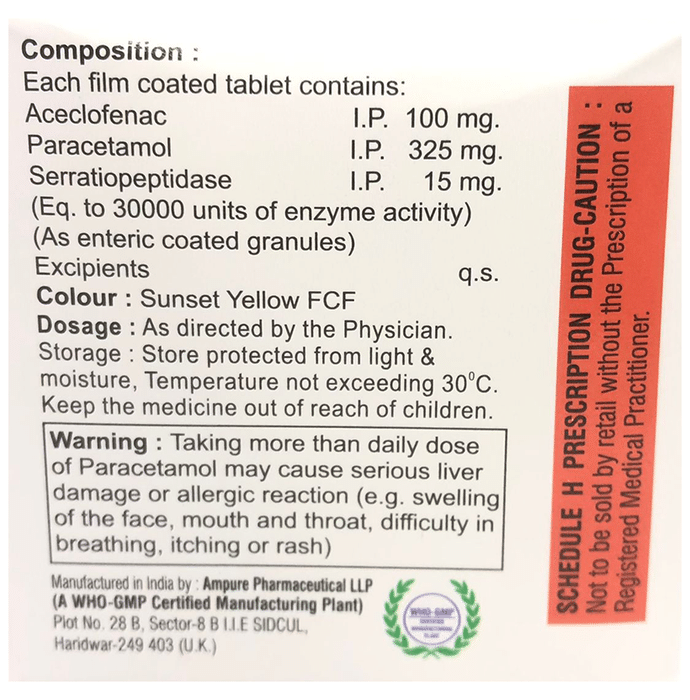 Composition :
Each film coated tablet contains:
Aceclofenac I.P. 100 mg.
Paracetamol I.P. 325 mg.
Serratiopeptidase I.P. 15 mg.
(Eq. to 30000 units of enzyme activity)
(As enteric coated granules)
Excipients q.s.
Colour : Sunset Yellow FCF
Dosage : As directed by the Physician.
Storage : Store protected from light &
moisture, Temperature not exceeding 30⁰C.
Keep the medicine out of reach of children.
Warning : Taking more than daily dose
of Paracetamol may cause serious liver
damage or allergic reaction (e.g. swelling
of the face, mouth and throat, difficulty in
breathing, itching or rash)
Manufactured in India by : Ampure Pharmaceutical LLP
(A WHO-GMP Certified Manufacturing Plant)
Plot No. 28 B, Sector-8 B I.I.E SIDCUL,
Haridwar-249 403 (U.K.)
WHO-GMP
CERTIFIED
MANUFACTURING
PLANT
SCHEDULE H PRESCRIPTION DRUG-CAUTION :
Not to be sold by retail without the Prescription of a
Registered Medical Practitioner.